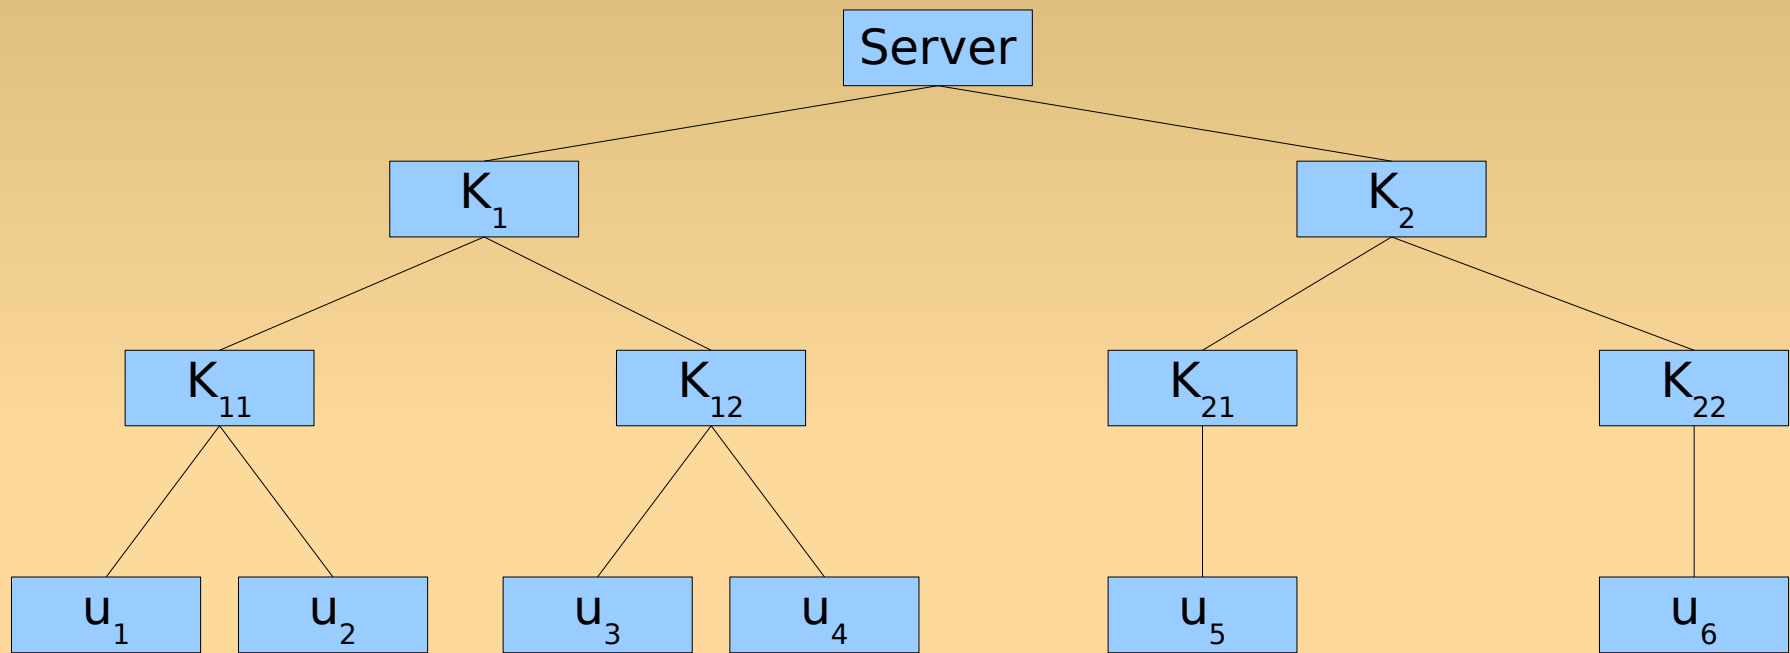 Server
K₁
K₂
K₁₁
K₁₂
K₂₁
K₂₂
u₁
u₂
u₃
u₄
u₅
u₆